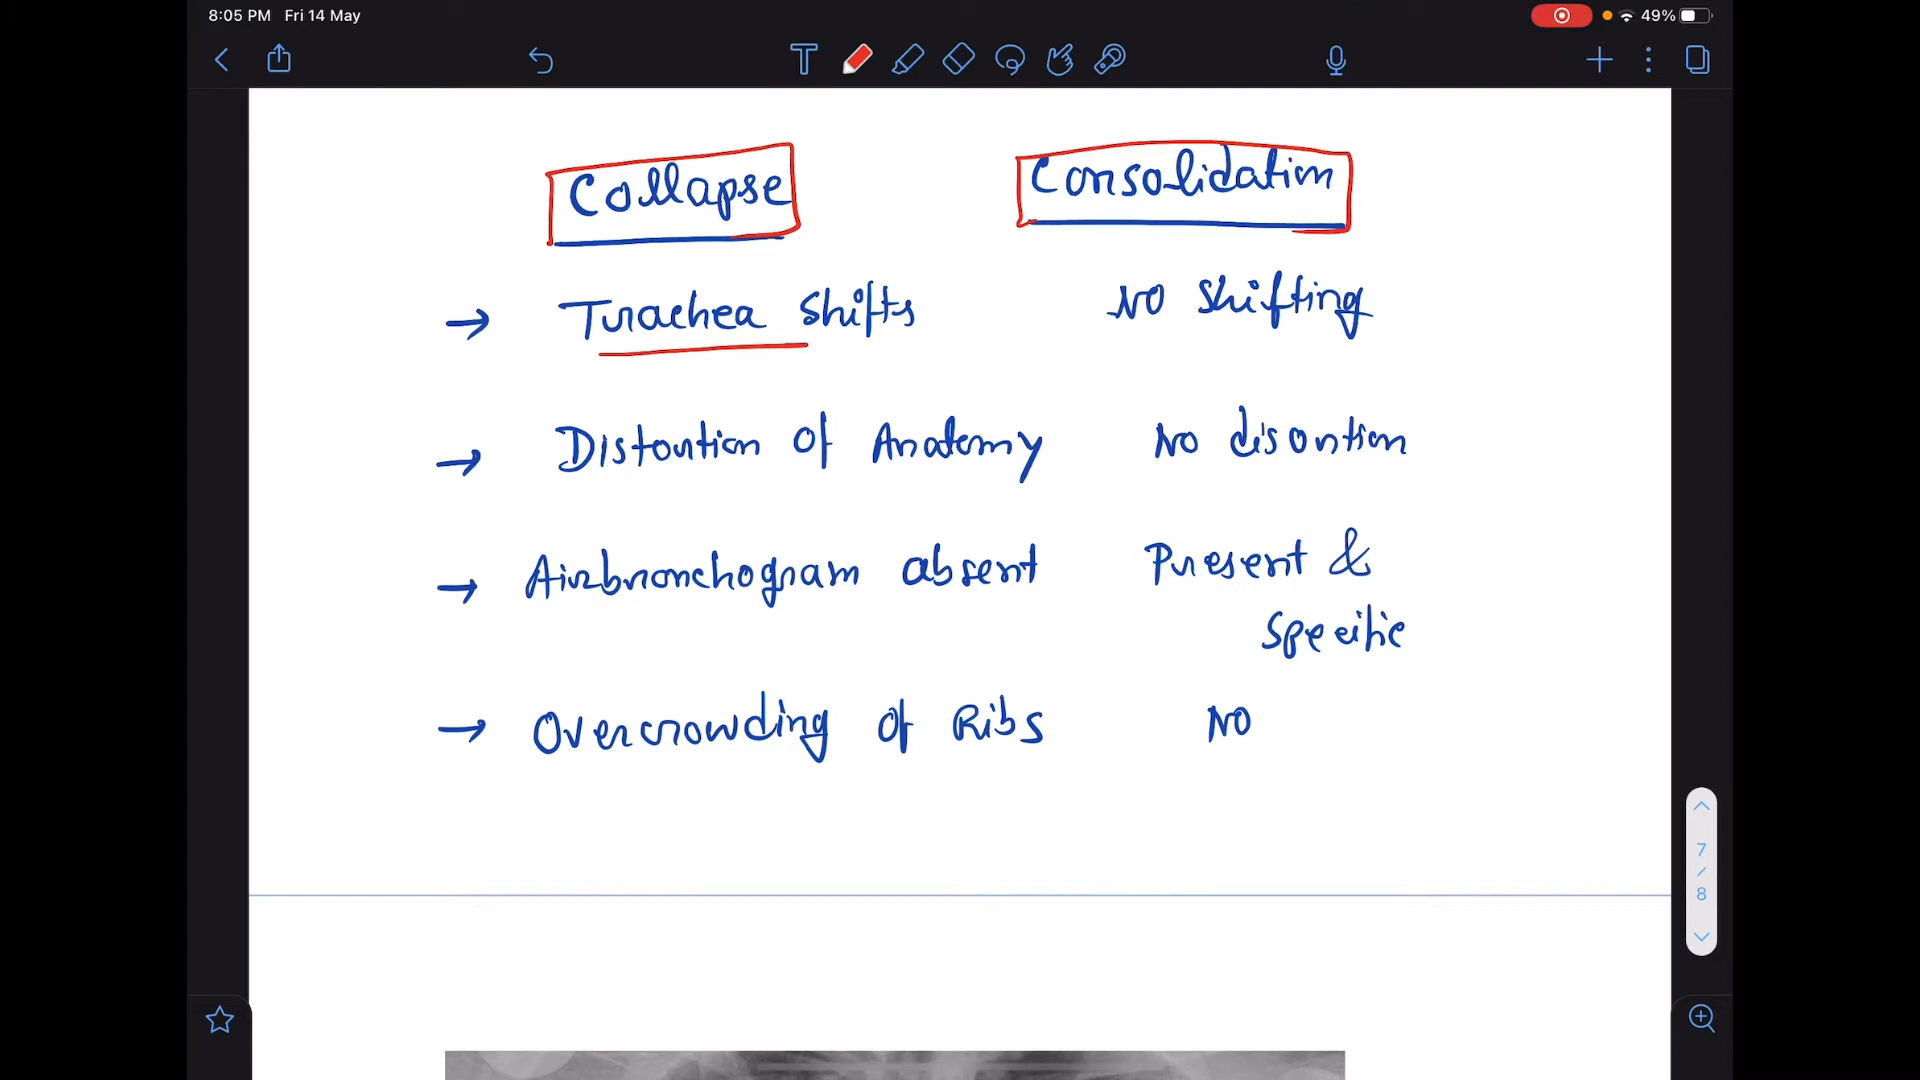 8:05 PM Fri 14 May 49%
Collapse Consolidation
→ Trachea Shifts No Shifting
→ Distortion of Anatomy No disortion
→ Airbronchogram absent Present &
Specific
→ Overcrowding of Ribs No
7
/
8